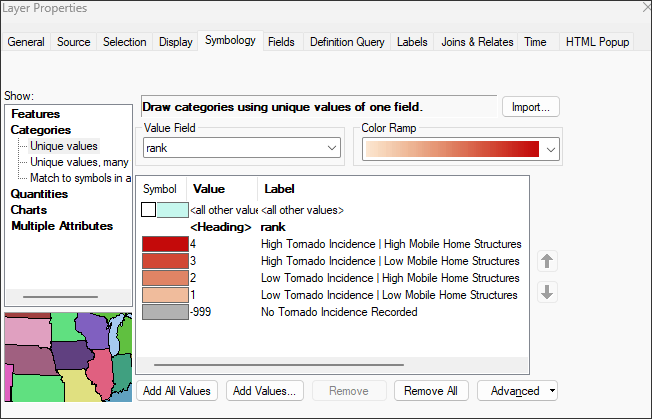 Layer Properties
General Source Selection Display Symbology Fields Definition Query Labels Joins & Relates Time HTML Popup
Show:
Features
Categories
Unique values
Unique values, many
Match to symbols in a
Quantities
Charts
Multiple Attributes
Draw categories using unique values of one field.
Import...
Value Field
rank
Color Ramp
Symbol Value Label
<all other value <all other values>
<Heading> rank
4 High Tornado Incidence | High Mobile Home Structures
3 High Tornado Incidence | Low Mobile Home Structures
2 Low Tornado Incidence | High Mobile Home Structures
1 Low Tornado Incidence | Low Mobile Home Structures
-999 No Tornado Incidence Recorded
Add All Values Add Values... Remove Remove All Advanced